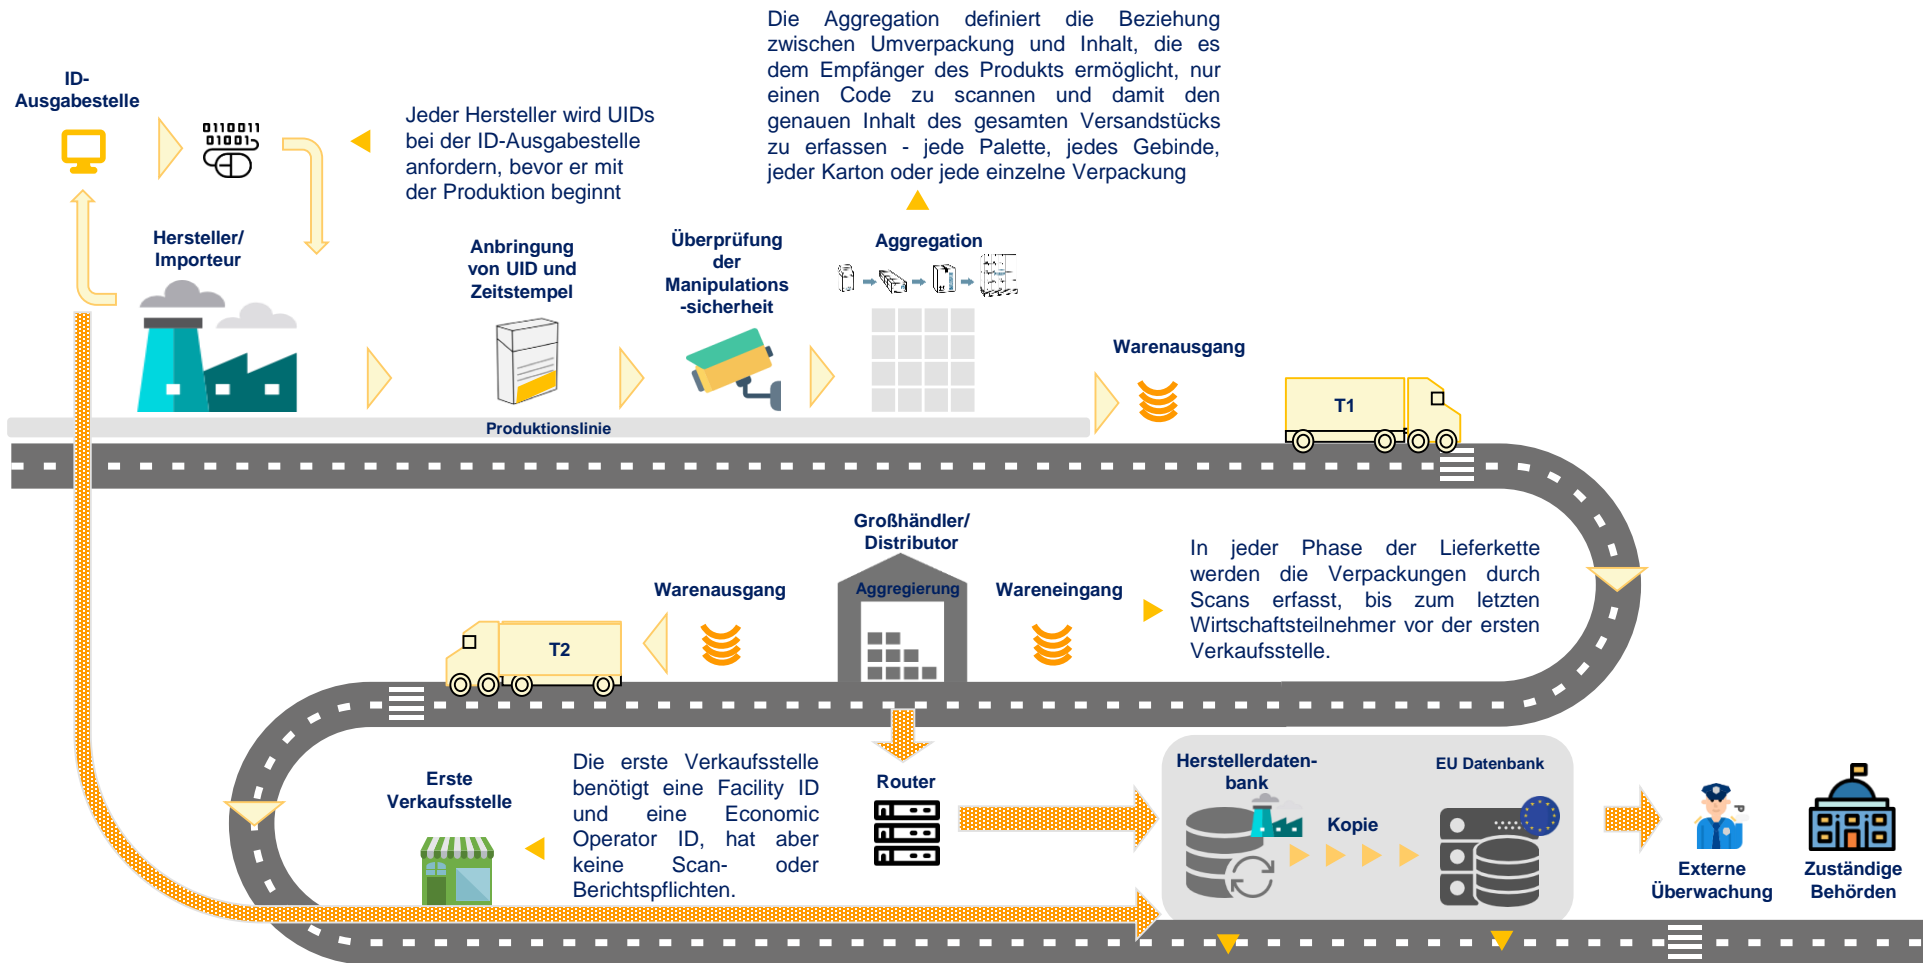 Die Aggregation definiert die Beziehung
zwischen Umverpackung und Inhalt, die es
dem Empfänger des Produkts ermöglicht, nur
einen Code zu scannen und damit den
genauen Inhalt des gesamten Versandstücks
zu erfassen - jede Palette, jedes Gebinde,
jeder Karton oder jede einzelne Verpackung
ID-
Ausgabestelle
0110011
01001
Jeder Hersteller wird UIDs
bei der ID-Ausgabestelle
anfordern, bevor er mit
der Produktion beginnt
Hersteller/
Importeur
Anbringung
von UID und
Zeitstempel
Überprüfung
der
Manipulations
-sicherheit
Aggregation
Warenausgang
T1
Produktionslinie
Großhändler/
Distributor
Aggregierung
Warenausgang
Wareneingang
T2
In jeder Phase der Lieferkette
werden die Verpackungen durch
Scans erfasst, bis zum letzten
Wirtschaftsteilnehmer vor der ersten
Verkaufsstelle.
Erste
Verkaufsstelle
Die erste Verkaufsstelle
benötigt eine Facility ID
und eine Economic
Operator ID, hat aber
keine Scan- oder
Berichtspflichten.
Router
Herstellerdaten-
bank
Kopie
EU Datenbank
Externe
Überwachung
Zuständige
Behörden